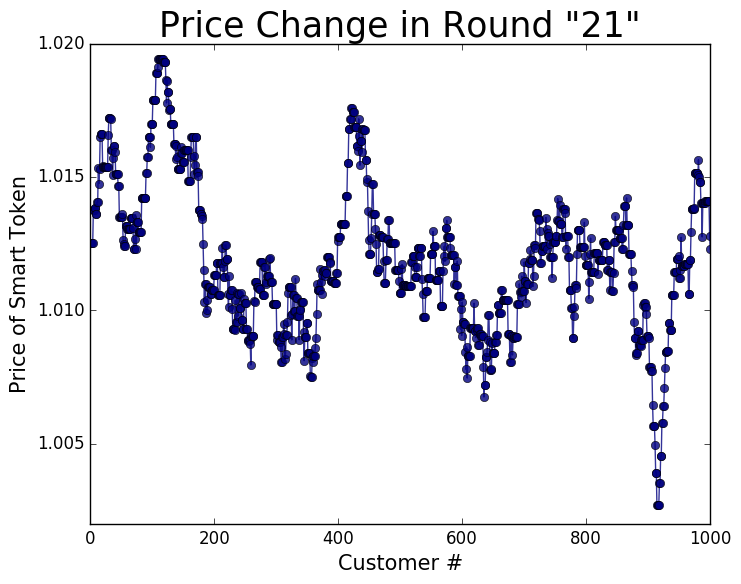 Price Change in Round "21"
1.020
1.015
1.010
1.005
Price of Smart Token
0 200 400 600 800 1000
Customer #